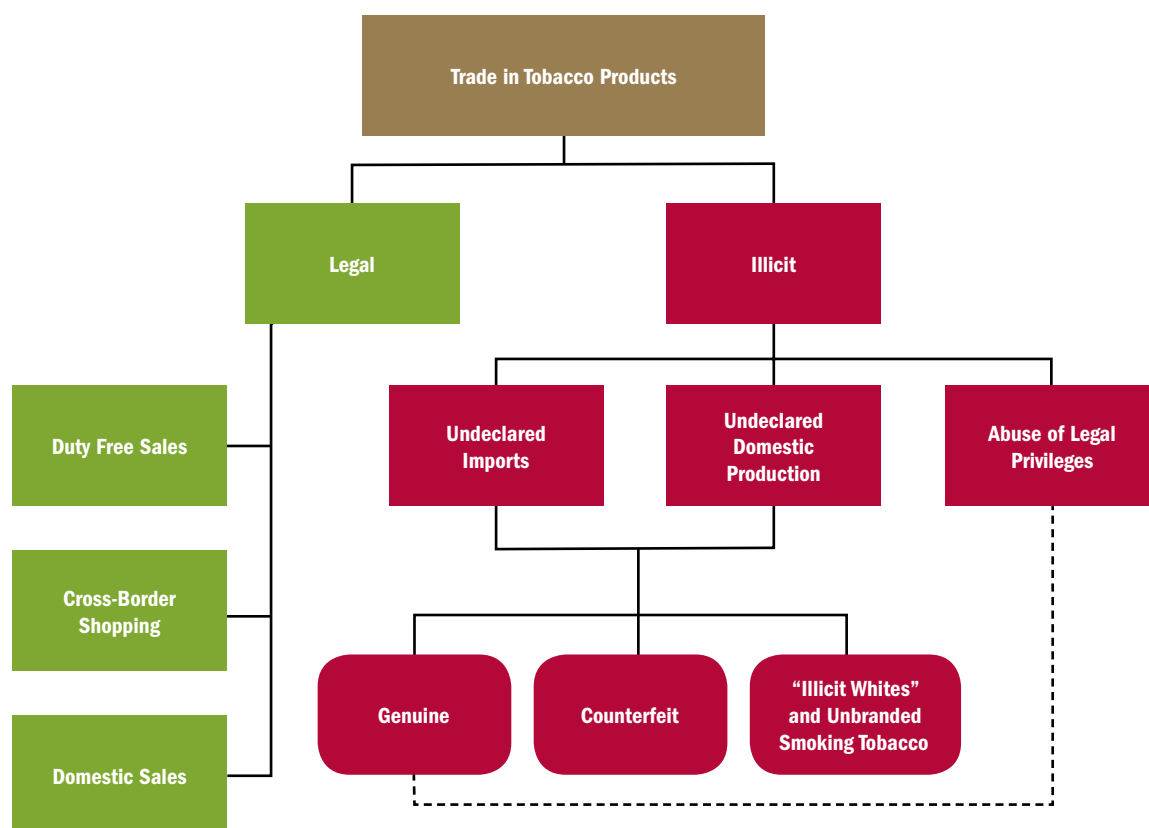 Trade in Tobacco Products
Legal
Illicit
Duty Free Sales
Cross-Border
Shopping
Domestic Sales
Undeclared
Imports
Undeclared
Domestic
Production
Abuse of Legal
Privileges
Genuine
Counterfeit
“Illicit Whites”
and Unbranded
Smoking Tobacco